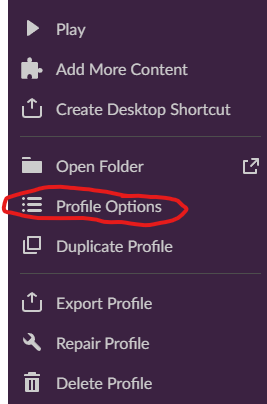 Play
Add More Content
Create Desktop Shortcut
Open Folder
Profile Options
Duplicate Profile
Export Profile
Repair Profile
Delete Profile